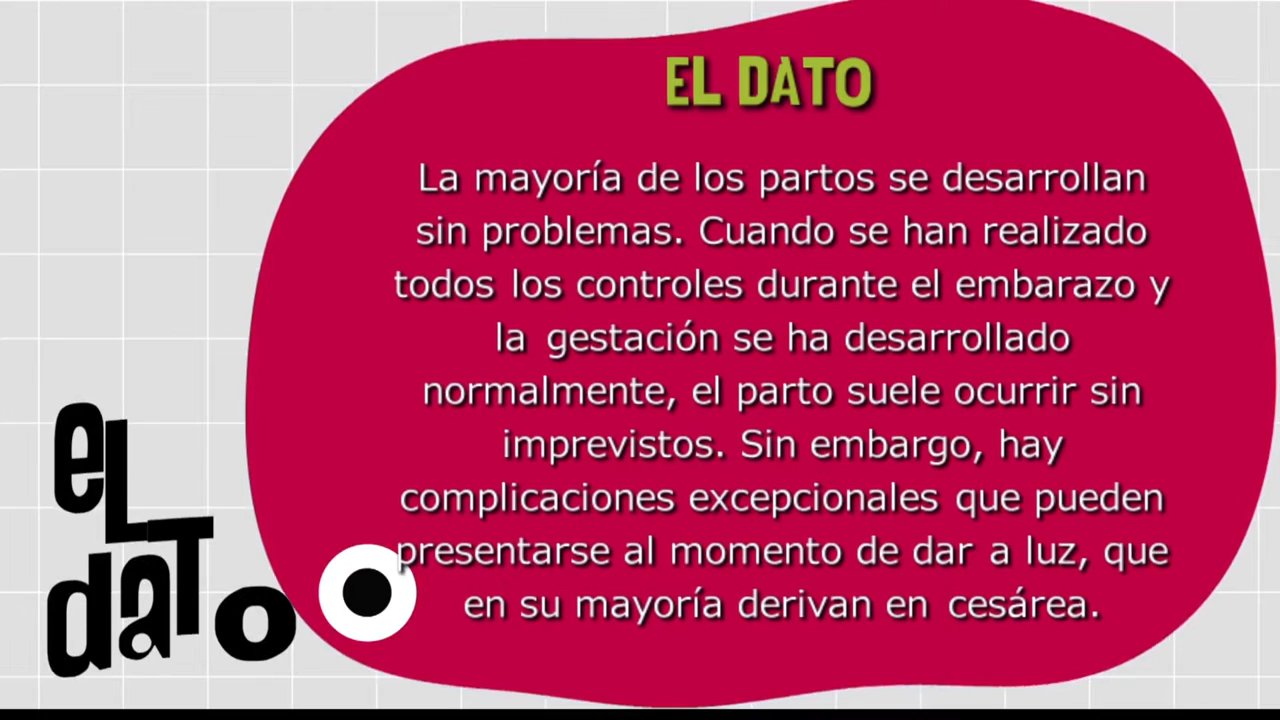 EL DATO
La mayoría de los partos se desarrollan
sin problemas. Cuando se han realizado
todos los controles durante el embarazo y
la gestación se ha desarrollado
normalmente, el parto suele ocurrir sin
imprevistos. Sin embargo, hay
complicaciones excepcionales que pueden
presentarse al momento de dar a luz, que
en su mayoría derivan en cesárea.
eL
daTo